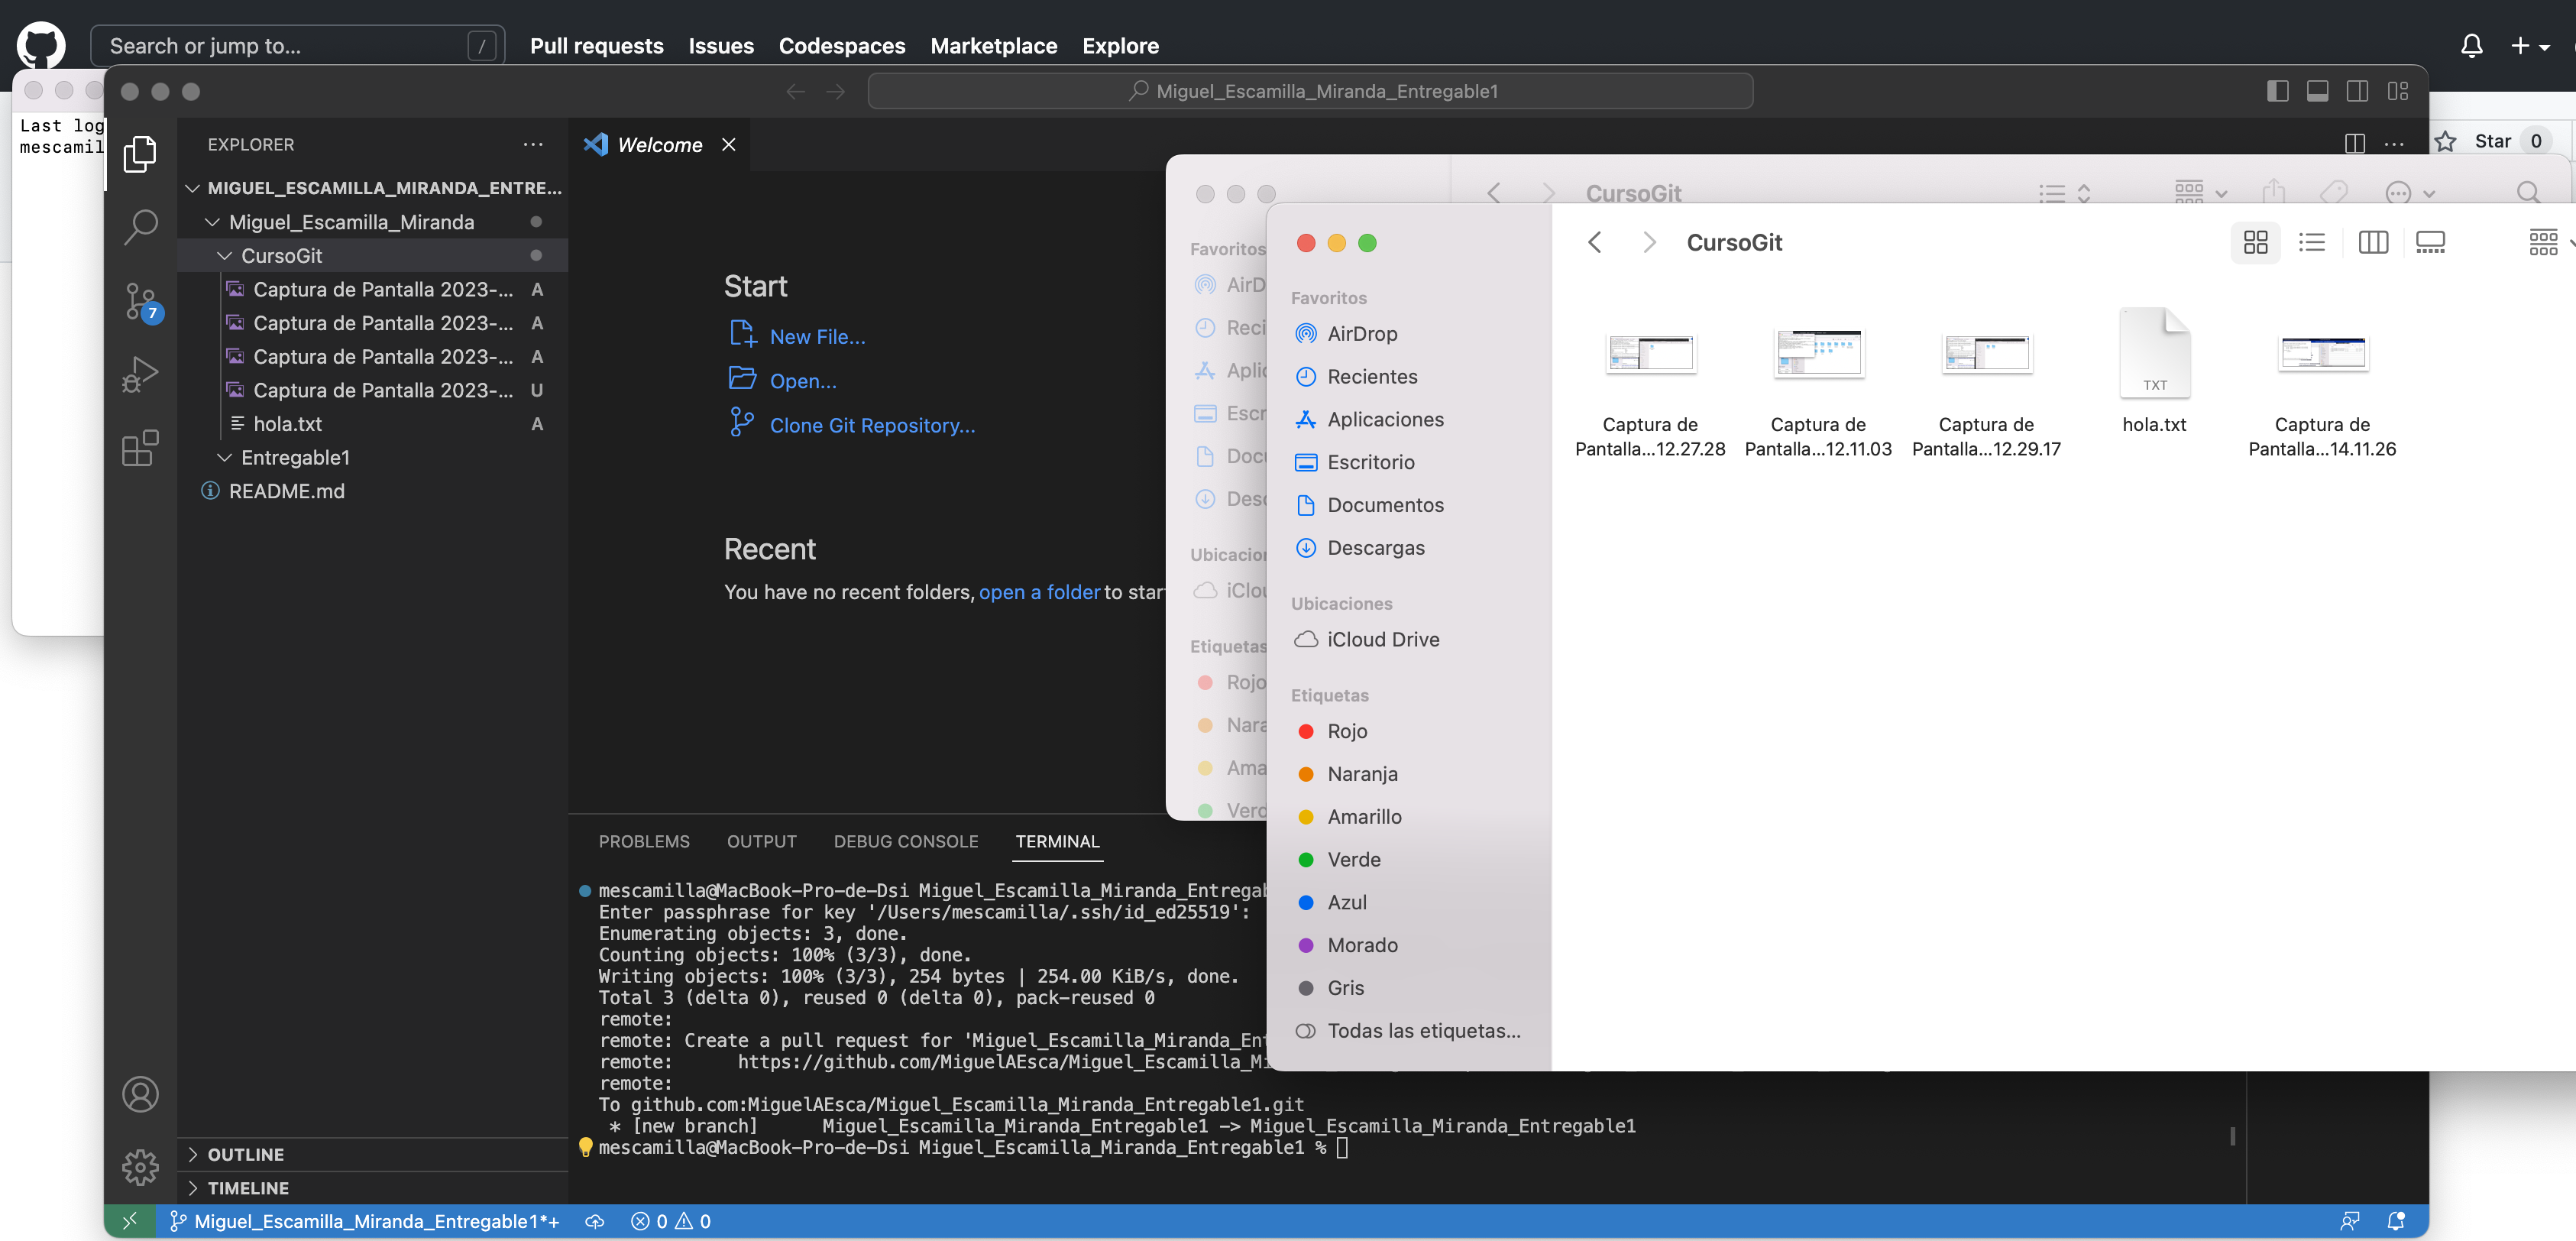 Search or jump to...
/
Pull requests
Issues
Codespaces
Marketplace
Explore
Last log
mescamil
Miguel_Escamilla_Miranda_Entregable1
Star 0
EXPLORER
MIGUEL_ESCAMILLA_MIRANDA_ENTRE...
Miguel_Escamilla_Miranda
CursoGit
Captura de Pantalla 2023-... A
Captura de Pantalla 2023-... A
Captura de Pantalla 2023-... A
Captura de Pantalla 2023-... U
hola.txt A
Entregable1
README.md
7
OUTLINE
TIMELINE
Welcome
Start
New File...
Open...
Clone Git Repository...
Recent
You have no recent folders, open a folder to star
PROBLEMS
OUTPUT
DEBUG CONSOLE
TERMINAL
mescamilla@MacBook-Pro-de-Dsi Miguel_Escamilla_Miranda_Entregab
Enter passphrase for key '/Users/mescamilla/.ssh/id_ed25519':
Enumerating objects: 3, done.
Counting objects: 100% (3/3), done.
Writing objects: 100% (3/3), 254 bytes | 254.00 KiB/s, done.
Total 3 (delta 0), reused 0 (delta 0), pack-reused 0
remote:
remote: Create a pull request for 'Miguel_Escamilla_Miranda_Ent
remote:      https://github.com/MiguelAEsca/Miguel_Escamilla_Mi
remote:
To github.com:MiguelAEsca/Miguel_Escamilla_Miranda_Entregable1.git
 * [new branch]      Miguel_Escamilla_Miranda_Entregable1 -> Miguel_Escamilla_Miranda_Entregable1
mescamilla@MacBook-Pro-de-Dsi Miguel_Escamilla_Miranda_Entregable1 %
Miguel_Escamilla_Miranda_Entregable1*+
0
0
CursoGit
Favoritos
AirD
Reci
Aplic
Escr
Docu
Desc
Ubicacion
iClou
Etiquetas
Rojo
Nara
Ama
Verd
CursoGit
Favoritos
AirDrop
Recientes
Aplicaciones
Escritorio
Documentos
Descargas
Ubicaciones
iCloud Drive
Etiquetas
Rojo
Naranja
Amarillo
Verde
Azul
Morado
Gris
Todas las etiquetas...
Captura de
Pantalla...12.27.28
Captura de
Pantalla...12.11.03
Captura de
Pantalla...12.29.17
TXT
hola.txt
Captura de
Pantalla...14.11.26